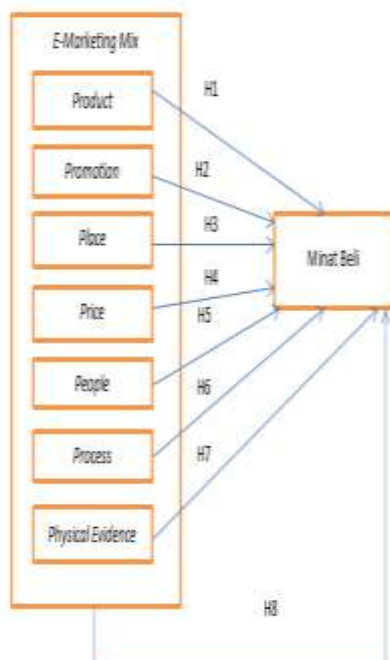 E-Marketing Mix
Product
H1
Promotion
H2
Place
H3
Minat Beli
Price
H4
H5
People
H6
Process
H7
Physical Evidence
H8